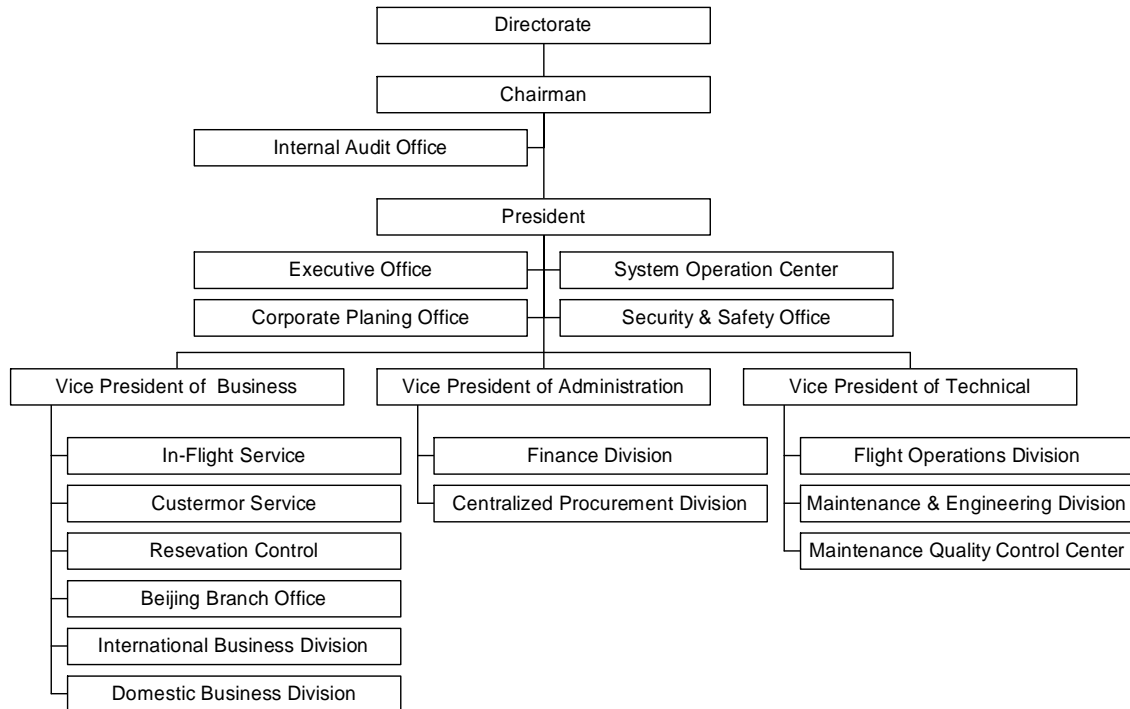 Directorate
Chairman
Internal Audit Office
President
Executive Office
System Operation Center
Corporate Planing Office
Security & Safety Office
Vice President of Business
Vice President of Administration
Vice President of Technical
In-Flight Service
Finance Division
Flight Operations Division
Custermor Service
Centralized Procurement Division
Maintenance & Engineering Division
Resevation Control
Maintenance Quality Control Center
Beijing Branch Office
International Business Division
Domestic Business Division